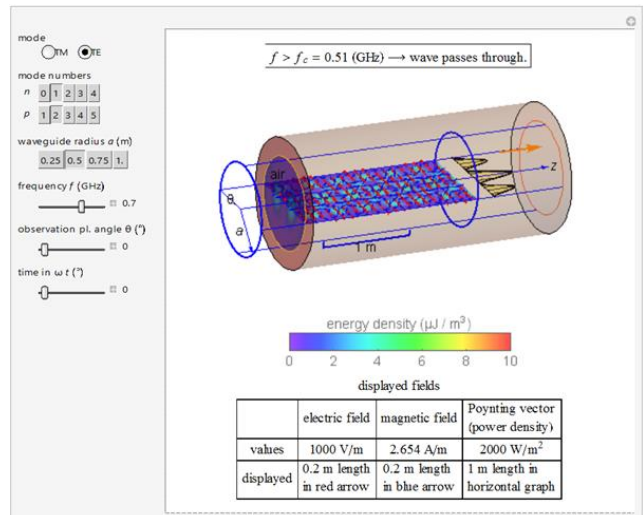 mode
TM TE
mode numbers
n 0 1 2 3 4
p 1 2 3 4 5
waveguide radius a (m)
0.25 0.5 0.75 1.
frequency f (GHz)
0.7
observation pl. angle θ (°)
0
time in ω t (°)
0
f > f_c = 0.51 (GHz) ⟶ wave passes through.
air
θ
a
z
1 m
energy density (μJ / m³)
0 2 4 6 8 10
displayed fields
electric field magnetic field Poynting vector (power density)
values 1000 V/m 2.654 A/m 2000 W/m²
displayed 0.2 m length in red arrow 0.2 m length in blue arrow 1 m length in horizontal graph